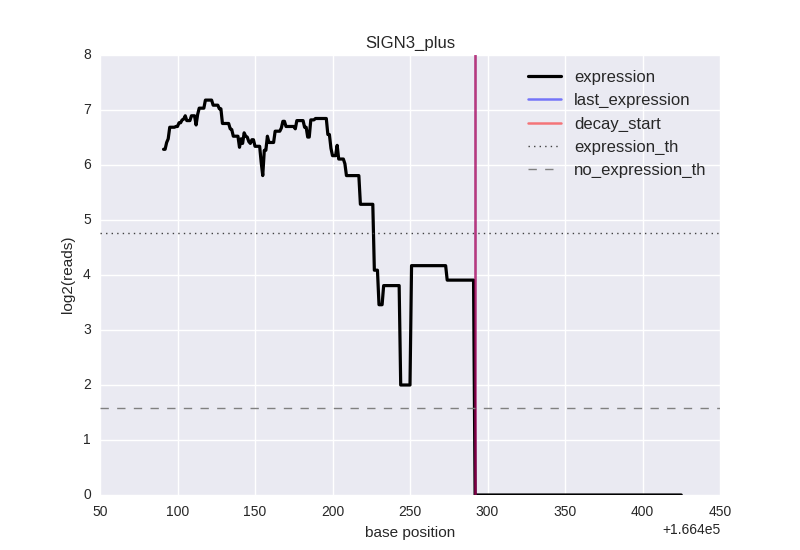 SIGN3_plus
8
7
6
5
4
3
2
1
0
log2(reads)
expression
last_expression
decay_start
expression_th
no_expression_th
50 100 150 200 250 300 350 400 450
+1.664e5
base position